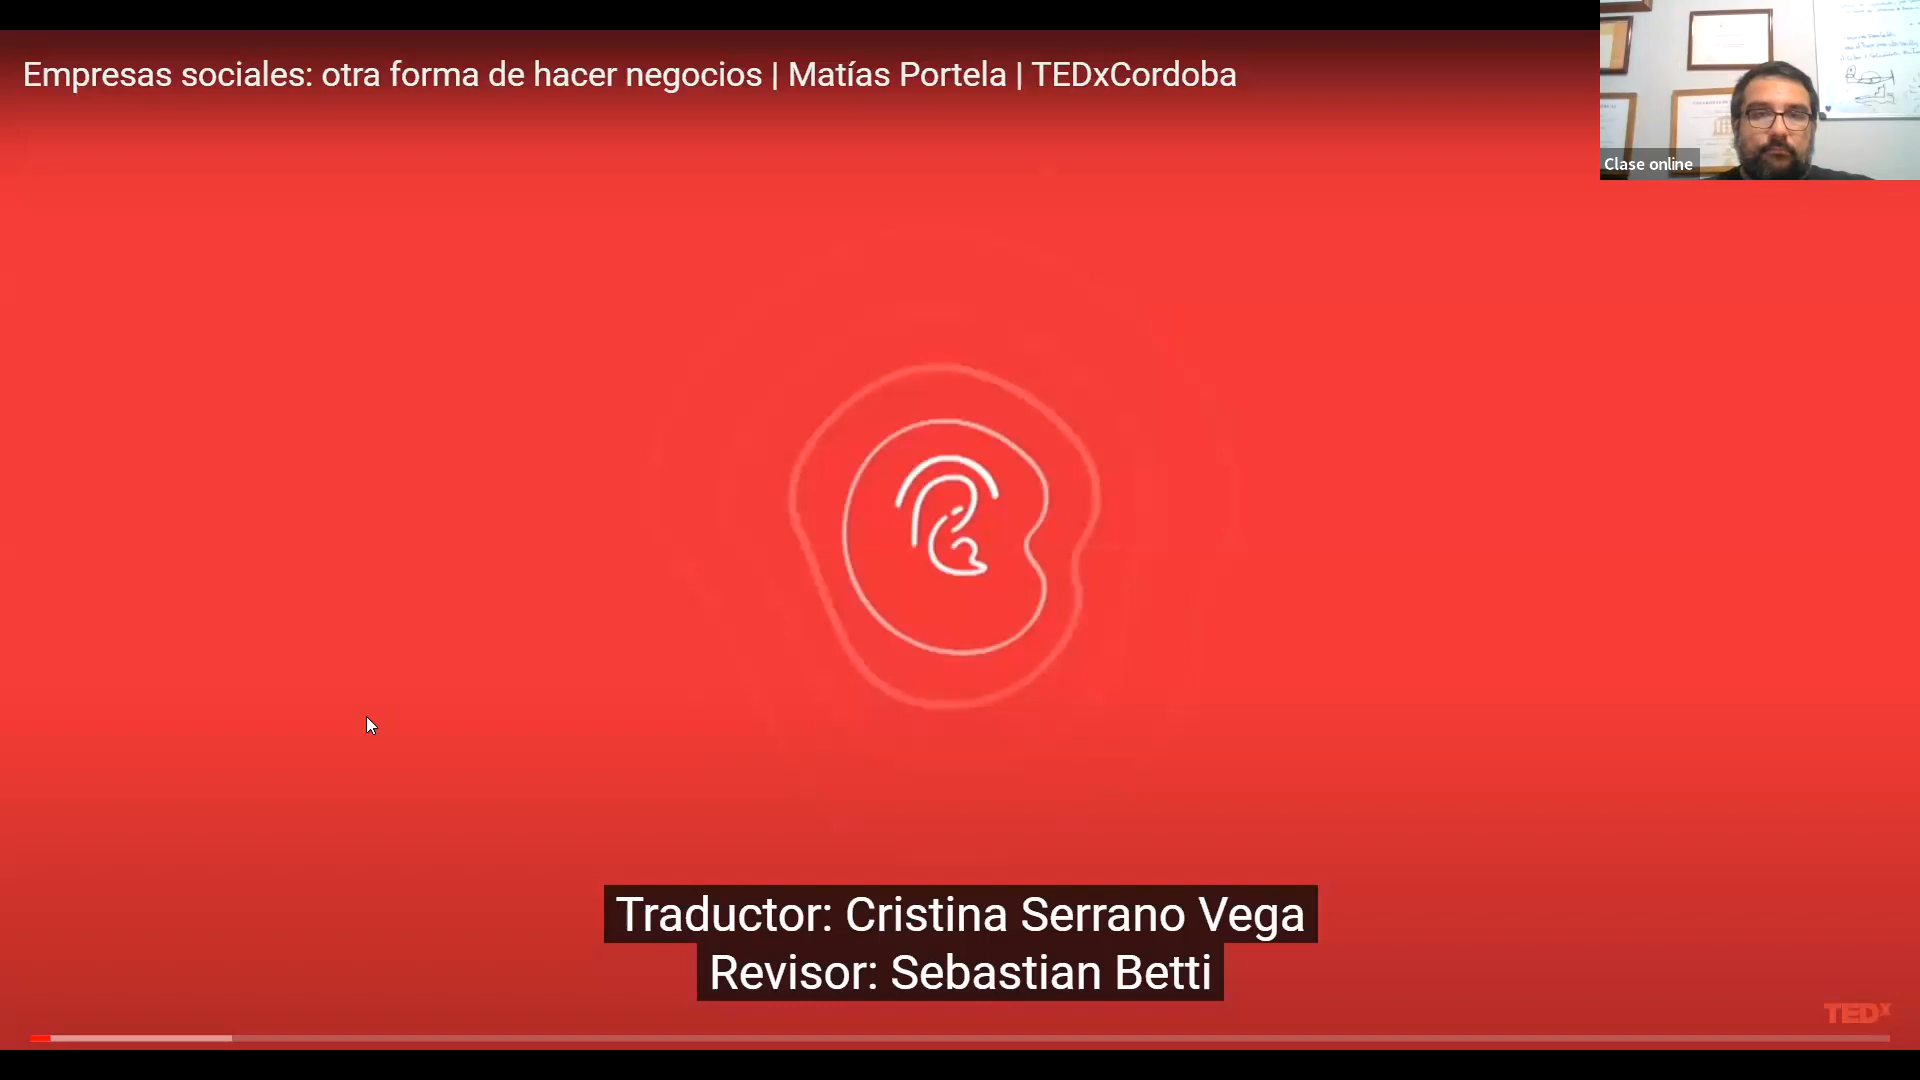 Empresas sociales: otra forma de hacer negocios | Matías Portela | TEDxCordoba
Clase online
Traductor: Cristina Serrano Vega
Revisor: Sebastian Betti
TEDx